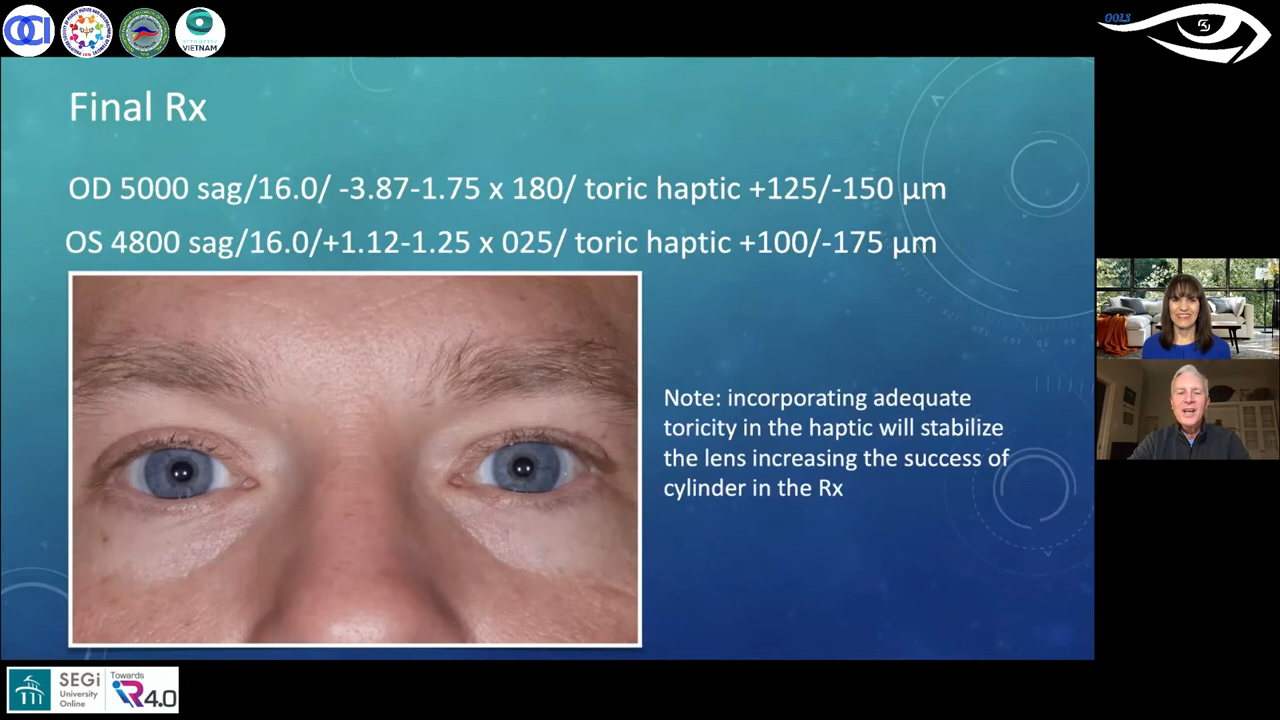 OCI
VIETNAM
OOLS
Final Rx
OD 5000 sag/16.0/ -3.87-1.75 x 180/ toric haptic +125/-150 µm
OS 4800 sag/16.0/+1.12-1.25 x 025/ toric haptic +100/-175 µm
Note: incorporating adequate
toricity in the haptic will stabilize
the lens increasing the success of
cylinder in the Rx
SEGi
University
Online
Towards
iR4.0